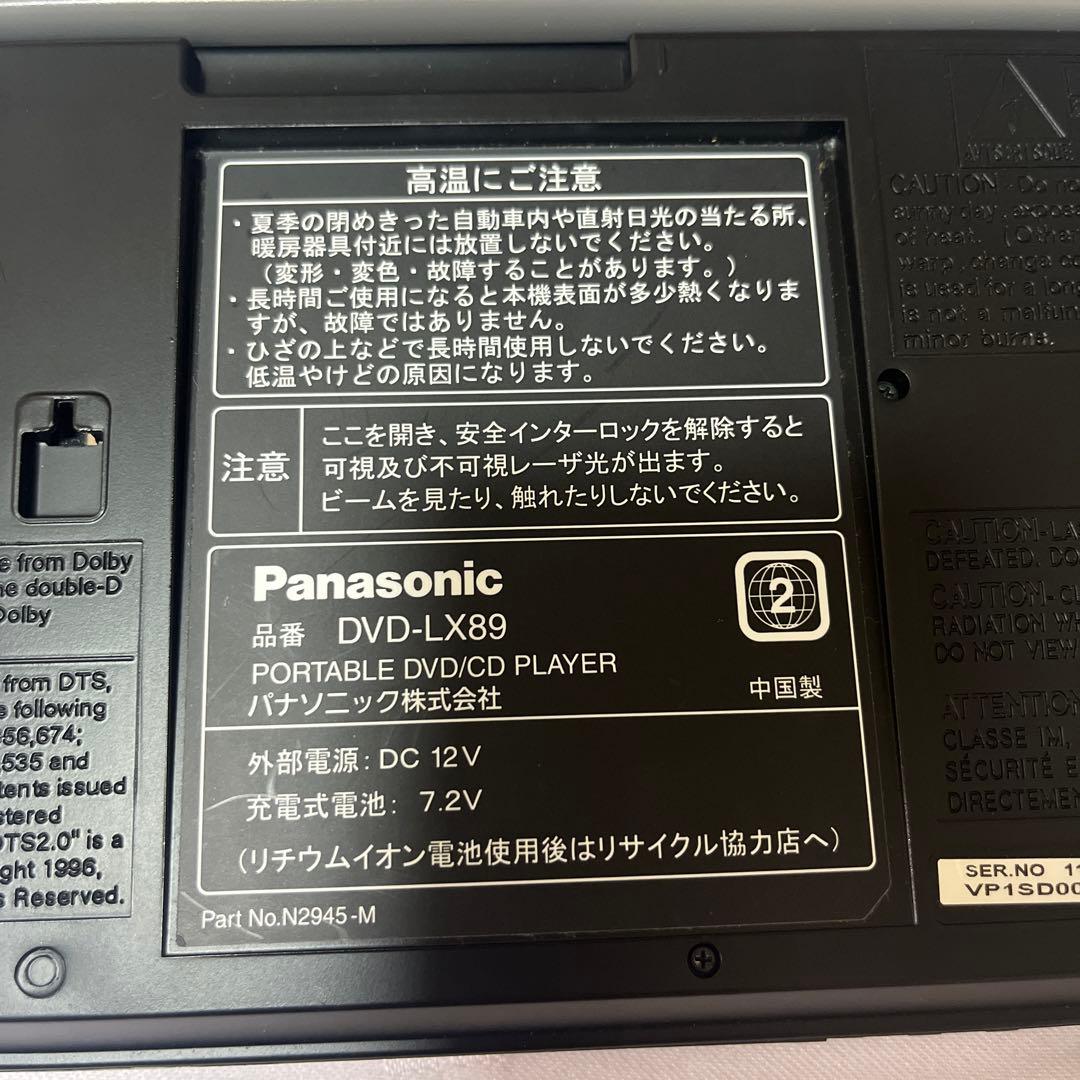 高温にご注意
・夏季の閉めきった自動車内や直射日光の当たる所、
暖房器具付近には放置しないでください。
（変形・変色・故障することがあります。）
・長時間ご使用になると本機表面が多少熱くなりま
すが、故障ではありません。
・ひざの上などで長時間使用しないでください。
低温やけどの原因になります。
注意
ここを開き、安全インターロックを解除すると
可視及び不可視レーザ光が出ます。
ビームを見たり、触れたりしないでください。
Panasonic
2
品番 DVD-LX89
PORTABLE DVD/CD PLAYER
パナソニック株式会社
中国製
外部電源: DC 12V
充電式電池: 7.2V
(リチウムイオン電池使用後はリサイクル協力店へ)
Part No.N2945-M
e from Dolby
double-D
Dolby
from DTS,
following
56,674;
535 and
issued
DTS2.0" is a
1996,
Reserved.
CAUTION - Do
sunny day,
of heat.
warp, change
is used for a
is not a
minor burns.
CAUTION-
DEFEATED. DO
CAUTION-
RADIATION
DO NOT VIEW
ATTENTION
CLASSE 1M,
SÉCURITÉ
SER.NO 11
VP1SD00